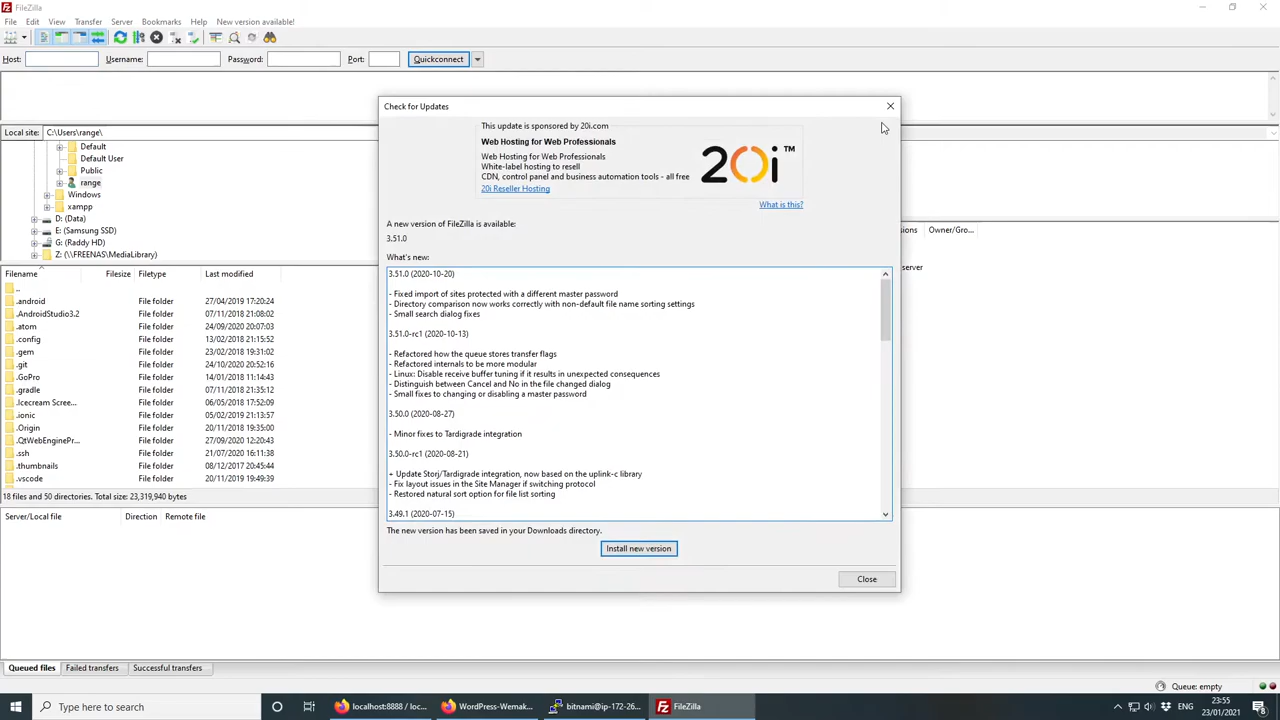 FileZilla
File Edit View Transfer Server Bookmarks Help New version available!
Host: Username: Password: Port: Quickconnect
Check for Updates
This update is sponsored by 20i.com
Web Hosting for Web Professionals
Web Hosting for Web Professionals
White-label hosting to resell
CDN, control panel and business automation tools - all free
20i Reseller Hosting
20i™
What is this?
Local site: C:\Users\range\
Default
Default User
Public
range
Windows
xampp
D: (Data)
E: (Samsung SSD)
G: (Raddy HD)
Z: (\\FREENAS\MediaLibrary)
A new version of FileZilla is available:
3.51.0
What's new:
3.51.0 (2020-10-20)
- Fixed import of sites protected with a different master password
- Directory comparison now works correctly with non-default file name sorting settings
- Small search dialog fixes
3.51.0-rc1 (2020-10-13)
- Refactored how the queue stores transfer flags
- Refactored internals to be more modular
- Linux: Disable receive buffer tuning if it results in unexpected consequences
- Distinguish between Cancel and No in the file changed dialog
- Small fixes to changing or disabling a master password
3.50.0 (2020-08-27)
- Minor fixes to Tardigrade integration
3.50.0-rc1 (2020-08-21)
+ Update Storj/Tardigrade integration, now based on the uplink-c library
- Fix layout issues in the Site Manager if switching protocol
- Restored natural sort option for file list sorting
3.49.1 (2020-07-15)
The new version has been saved in your Downloads directory.
Install new version
Close
Owner/Gro...
server
Filename Filesize Filetype Last modified
..
.android File folder 27/04/2019 17:20:24
.AndroidStudio3.2 File folder 07/11/2018 21:08:02
.atom File folder 24/09/2020 20:07:03
.config File folder 13/02/2018 21:15:52
.gem File folder 23/02/2018 19:31:02
.git File folder 24/10/2020 20:52:16
.GoPro File folder 14/01/2018 11:14:43
.gradle File folder 07/11/2018 21:35:12
.Icecream Scree... File folder 06/05/2018 17:52:09
.ionic File folder 05/02/2019 21:13:57
.Origin File folder 20/11/2018 19:35:00
.QtWebEnginePr... File folder 27/09/2020 12:20:43
.ssh File folder 21/07/2020 16:11:38
.thumbnails File folder 08/12/2017 20:45:44
.vscode File folder 20/11/2019 19:49:39
18 files and 50 directories. Total size: 23,319,940 bytes
Server/Local file Direction Remote file
Queued files Failed transfers Successful transfers
Queue: empty
Type here to search
localhost:8888 / loc...
WordPress-Wemak...
bitnami@ip-172-26...
FileZilla
ENG
23:55
23/01/2021
8